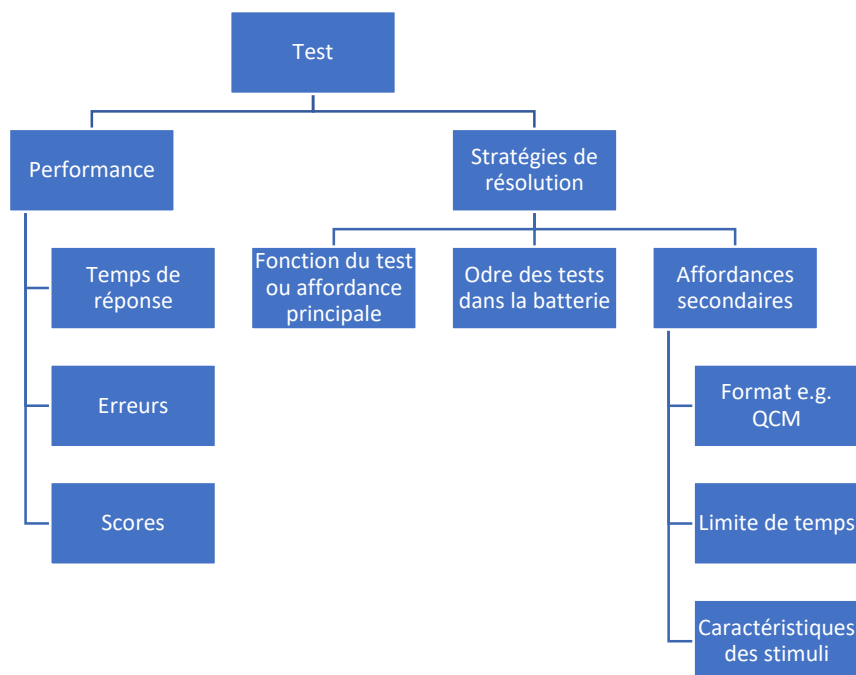 Test
Performance
Stratégies de
résolution
Temps de
réponse
Fonction du test
ou affordance
principale
Odre des tests
dans la batterie
Affordances
secondaires
Erreurs
Format e.g.
QCM
Scores
Limite de temps
Caractéristiques
des stimuli